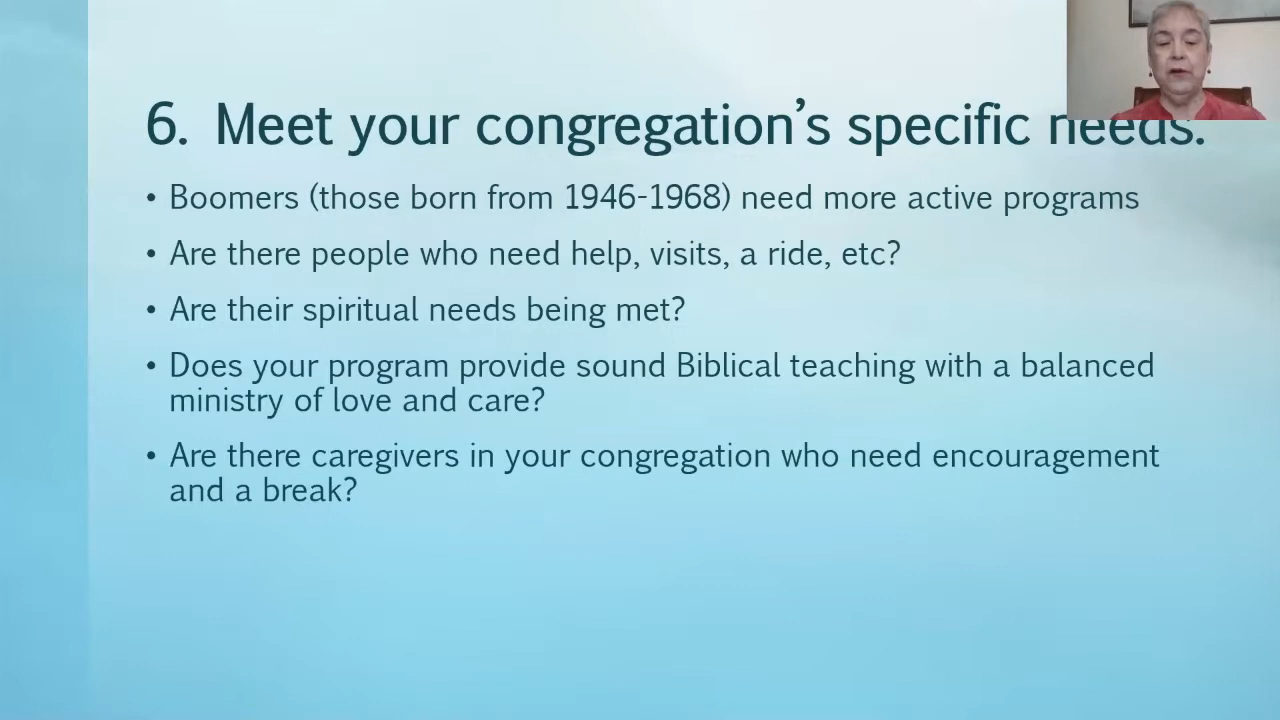 6. Meet your congregation’s specific needs.
• Boomers (those born from 1946-1968) need more active programs
• Are there people who need help, visits, a ride, etc?
• Are their spiritual needs being met?
• Does your program provide sound Biblical teaching with a balanced
ministry of love and care?
• Are there caregivers in your congregation who need encouragement
and a break?